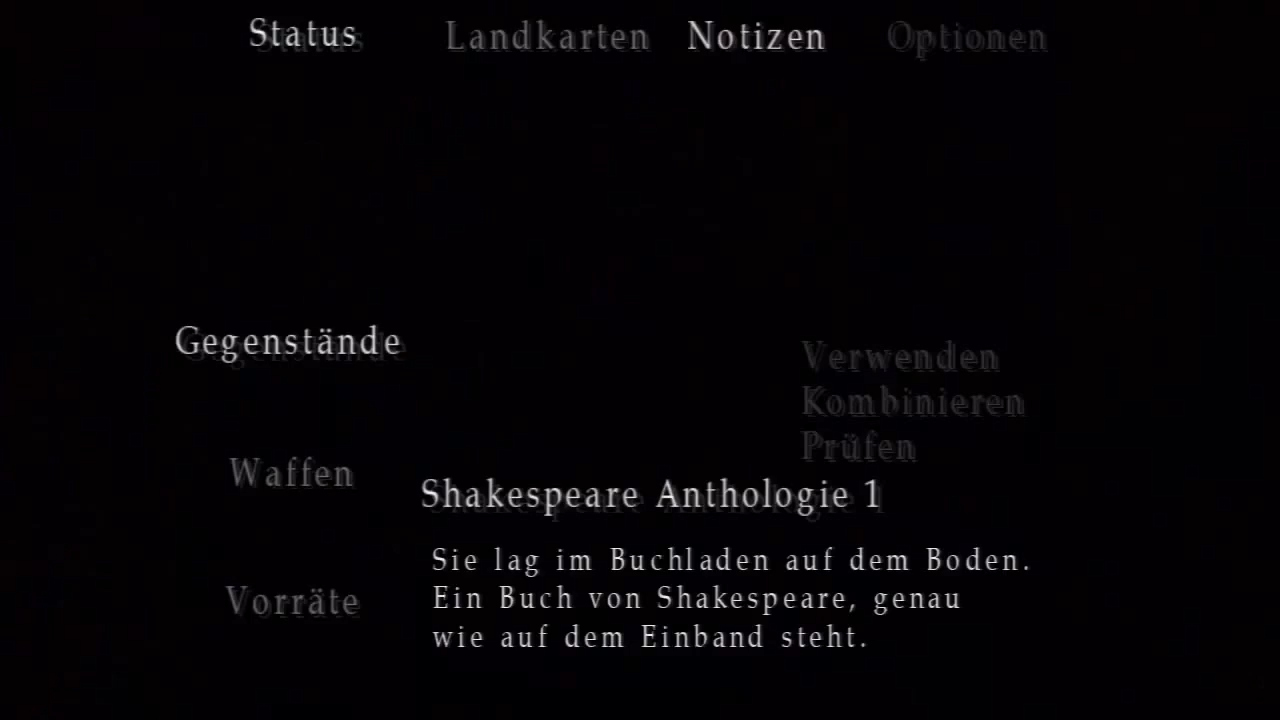 Status Landkarten Notizen Optionen
Gegenstände
Verwenden
Kombinieren
Prüfen
Waffen
Shakespeare Anthologie 1
Sie lag im Buchladen auf dem Boden.
Ein Buch von Shakespeare, genau
wie auf dem Einband steht.
Vorräte